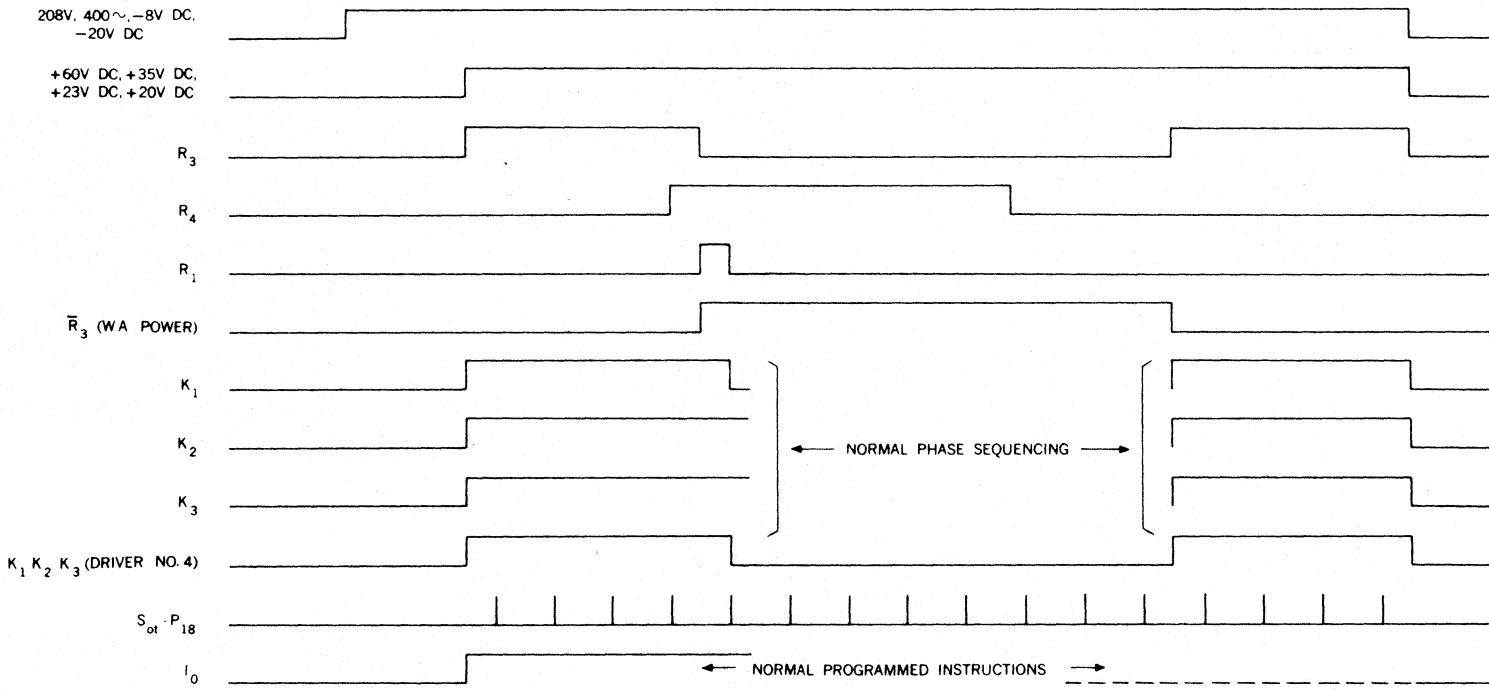 208V, 400~, −8V DC,
−20V DC
+60V DC, +35V DC,
+23V DC, +20V DC
R3
R4
R1
R̅3 (WA POWER)
K1
K2
NORMAL PHASE SEQUENCING
K3
K1 K2 K3 (DRIVER NO. 4)
Sot · P18
I0
NORMAL PROGRAMMED INSTRUCTIONS